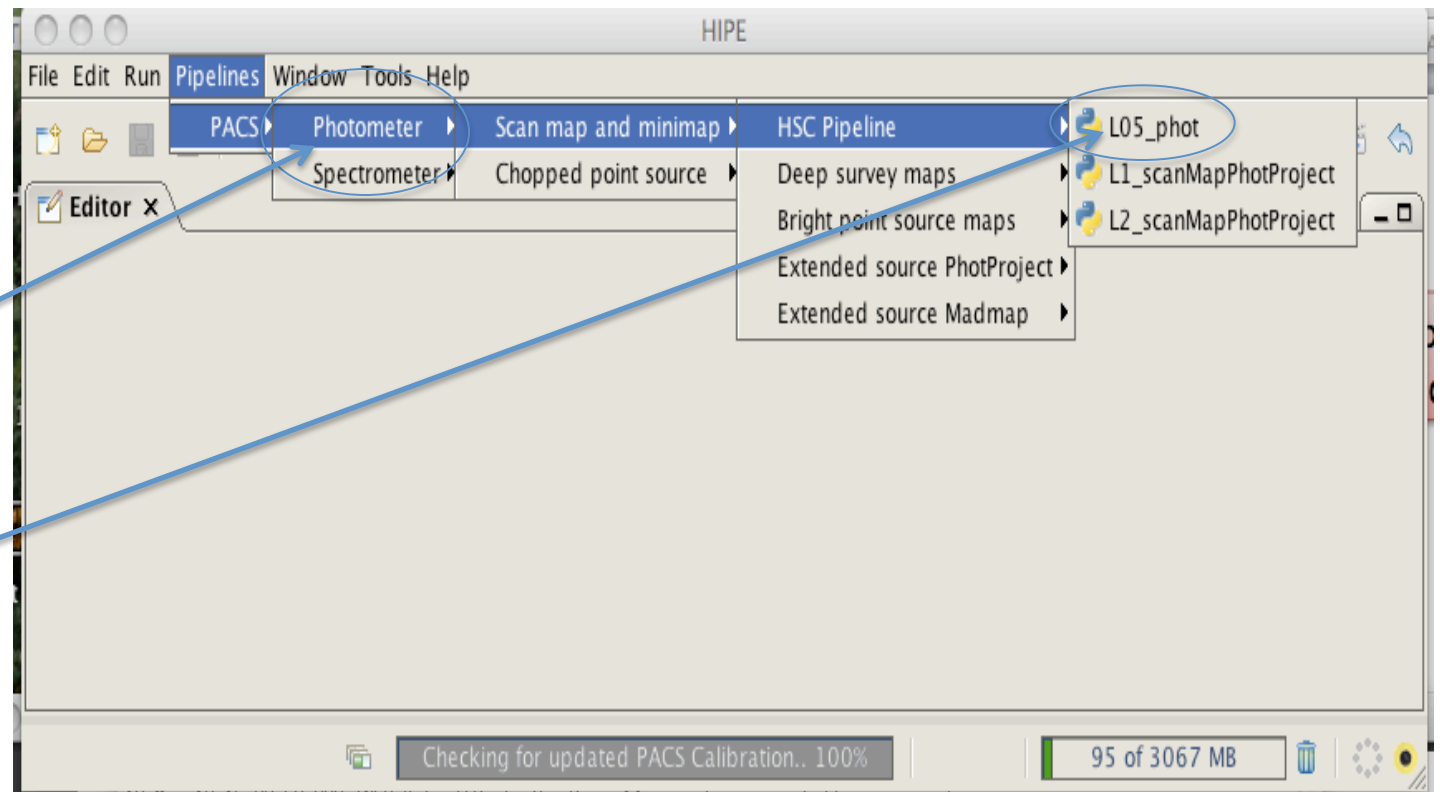 HIPE
File Edit Run Pipelines Window Tools Help
PACS Photometer Scan map and minimap HSC Pipeline L05_phot
Spectrometer Chopped point source Deep survey maps L1_scanMapPhotProject
Editor x Bright point source maps L2_scanMapPhotProject
Extended source PhotProject
Extended source Madmap
Checking for updated PACS Calibration.. 100% 95 of 3067 MB